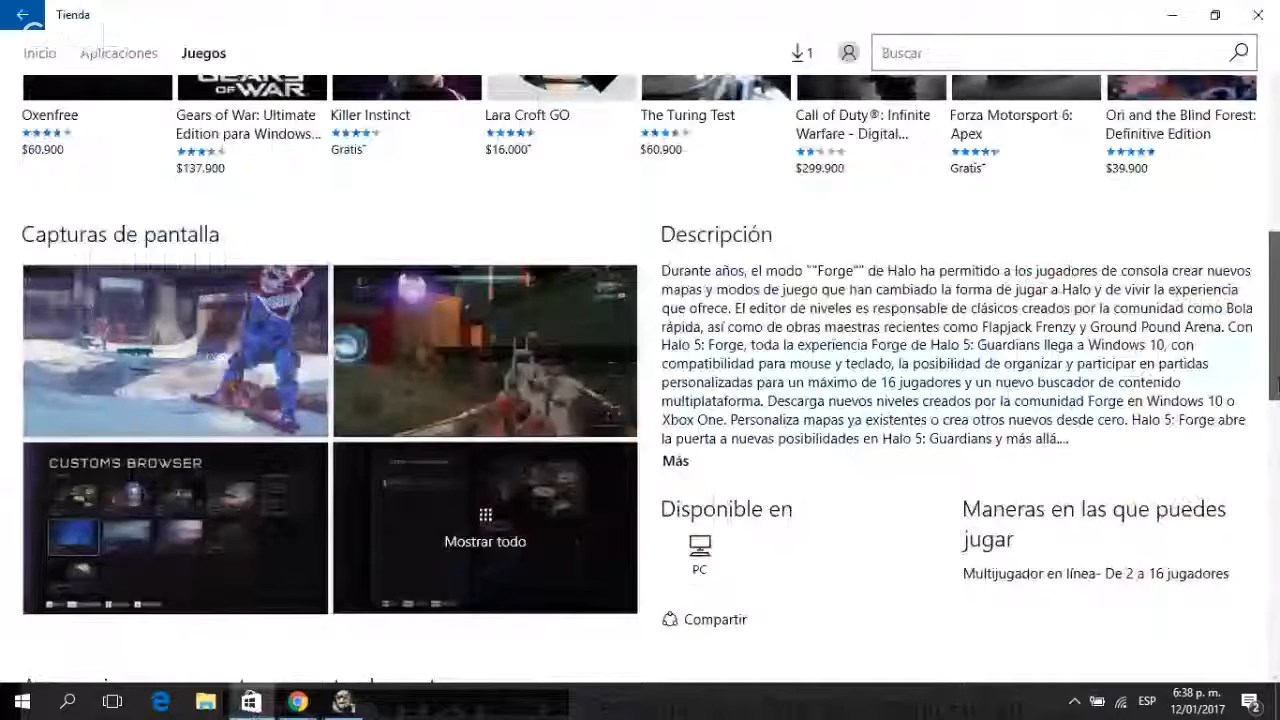 Tienda
Inicio Aplicaciones Juegos
1
Buscar
GEARS
OF WAR
Oxenfree
$60.900
Gears of War: Ultimate
Edition para Windows...
$137.900
Killer Instinct
Gratis+
Lara Croft GO
$16.000+
The Turing Test
$60.900
Call of Duty®: Infinite
Warfare - Digital...
$299.900
Forza Motorsport 6:
Apex
Gratis+
Ori and the Blind Forest:
Definitive Edition
$39.900
Capturas de pantalla
CUSTOMS BROWSER
Mostrar todo
Descripción
Durante años, el modo ""Forge"" de Halo ha permitido a los jugadores de consola crear nuevos
mapas y modos de juego que han cambiado la forma de jugar a Halo y de vivir la experiencia
que ofrece. El editor de niveles es responsable de clásicos creados por la comunidad como Bola
rápida, así como de obras maestras recientes como Flapjack Frenzy y Ground Pound Arena. Con
Halo 5: Forge, toda la experiencia Forge de Halo 5: Guardians llega a Windows 10, con
compatibilidad para mouse y teclado, la posibilidad de organizar y participar en partidas
personalizadas para un máximo de 16 jugadores y un nuevo buscador de contenido
multiplataforma. Descarga nuevos niveles creados por la comunidad Forge en Windows 10 o
Xbox One. Personaliza mapas ya existentes o crea otros nuevos desde cero. Halo 5: Forge abre
la puerta a nuevas posibilidades en Halo 5: Guardians y más allá....
Más
Disponible en
PC
Maneras en las que puedes
jugar
Multijugador en línea- De 2 a 16 jugadores
Compartir
ESP
6:38 p. m.
12/01/2017
2